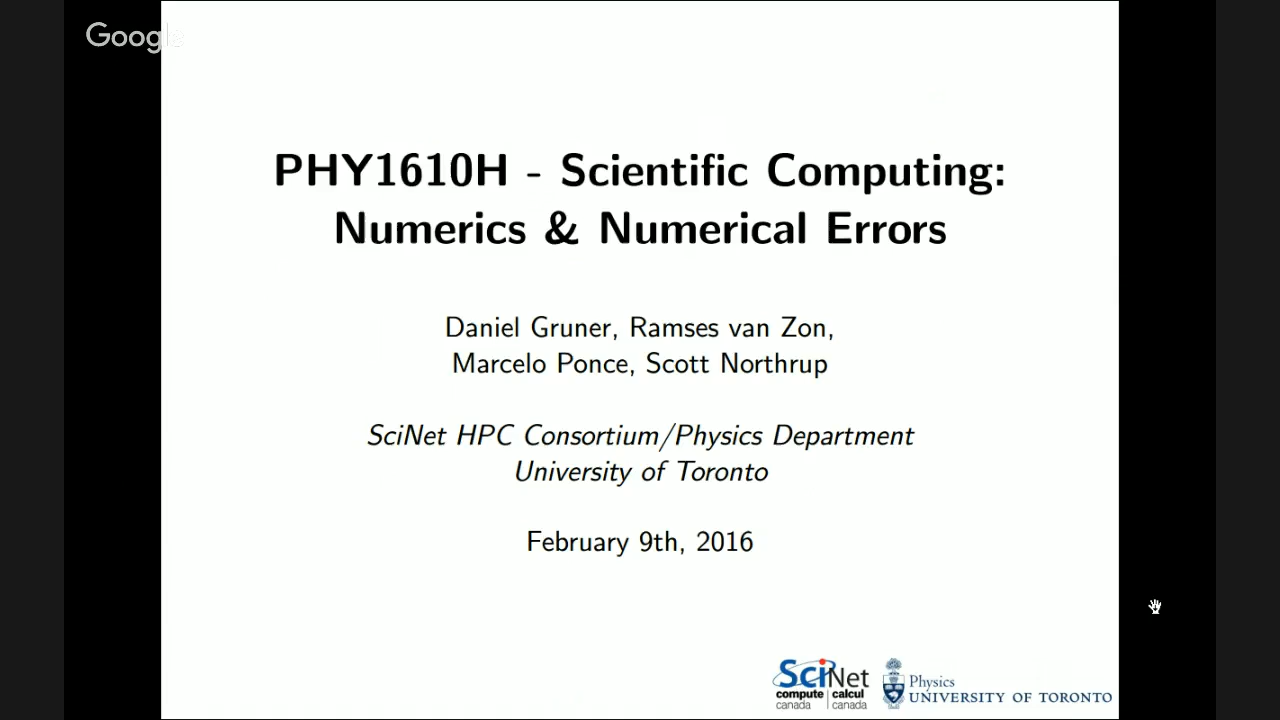 Google
PHY1610H - Scientific Computing:
Numerics & Numerical Errors
Daniel Gruner, Ramses van Zon,
Marcelo Ponce, Scott Northrup
SciNet HPC Consortium/Physics Department
University of Toronto
February 9th, 2016
SciNet
compute | calcul
canada | canada
Physics
UNIVERSITY OF TORONTO